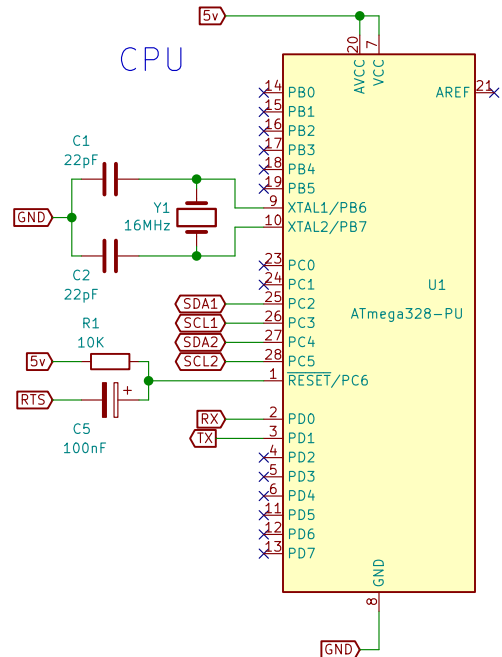 5v
CPU
20
7
AVCC
VCC
14 PB0
AREF 21
15 PB1
16 PB2
17 PB3
18 PB4
19 PB5
C1
22pF
Y1
16MHz
GND
9 XTAL1/PB6
10 XTAL2/PB7
C2
22pF
23 PC0
24 PC1
U1
ATmega328-PU
SDA1 25 PC2
SCL1 26 PC3
SDA2 27 PC4
SCL2 28 PC5
R1
10K
5v
1 RESET/PC6
RTS
+
C5
100nF
RX 2 PD0
TX 3 PD1
4 PD2
5 PD3
6 PD4
11 PD5
12 PD6
13 PD7
GND
8
GND